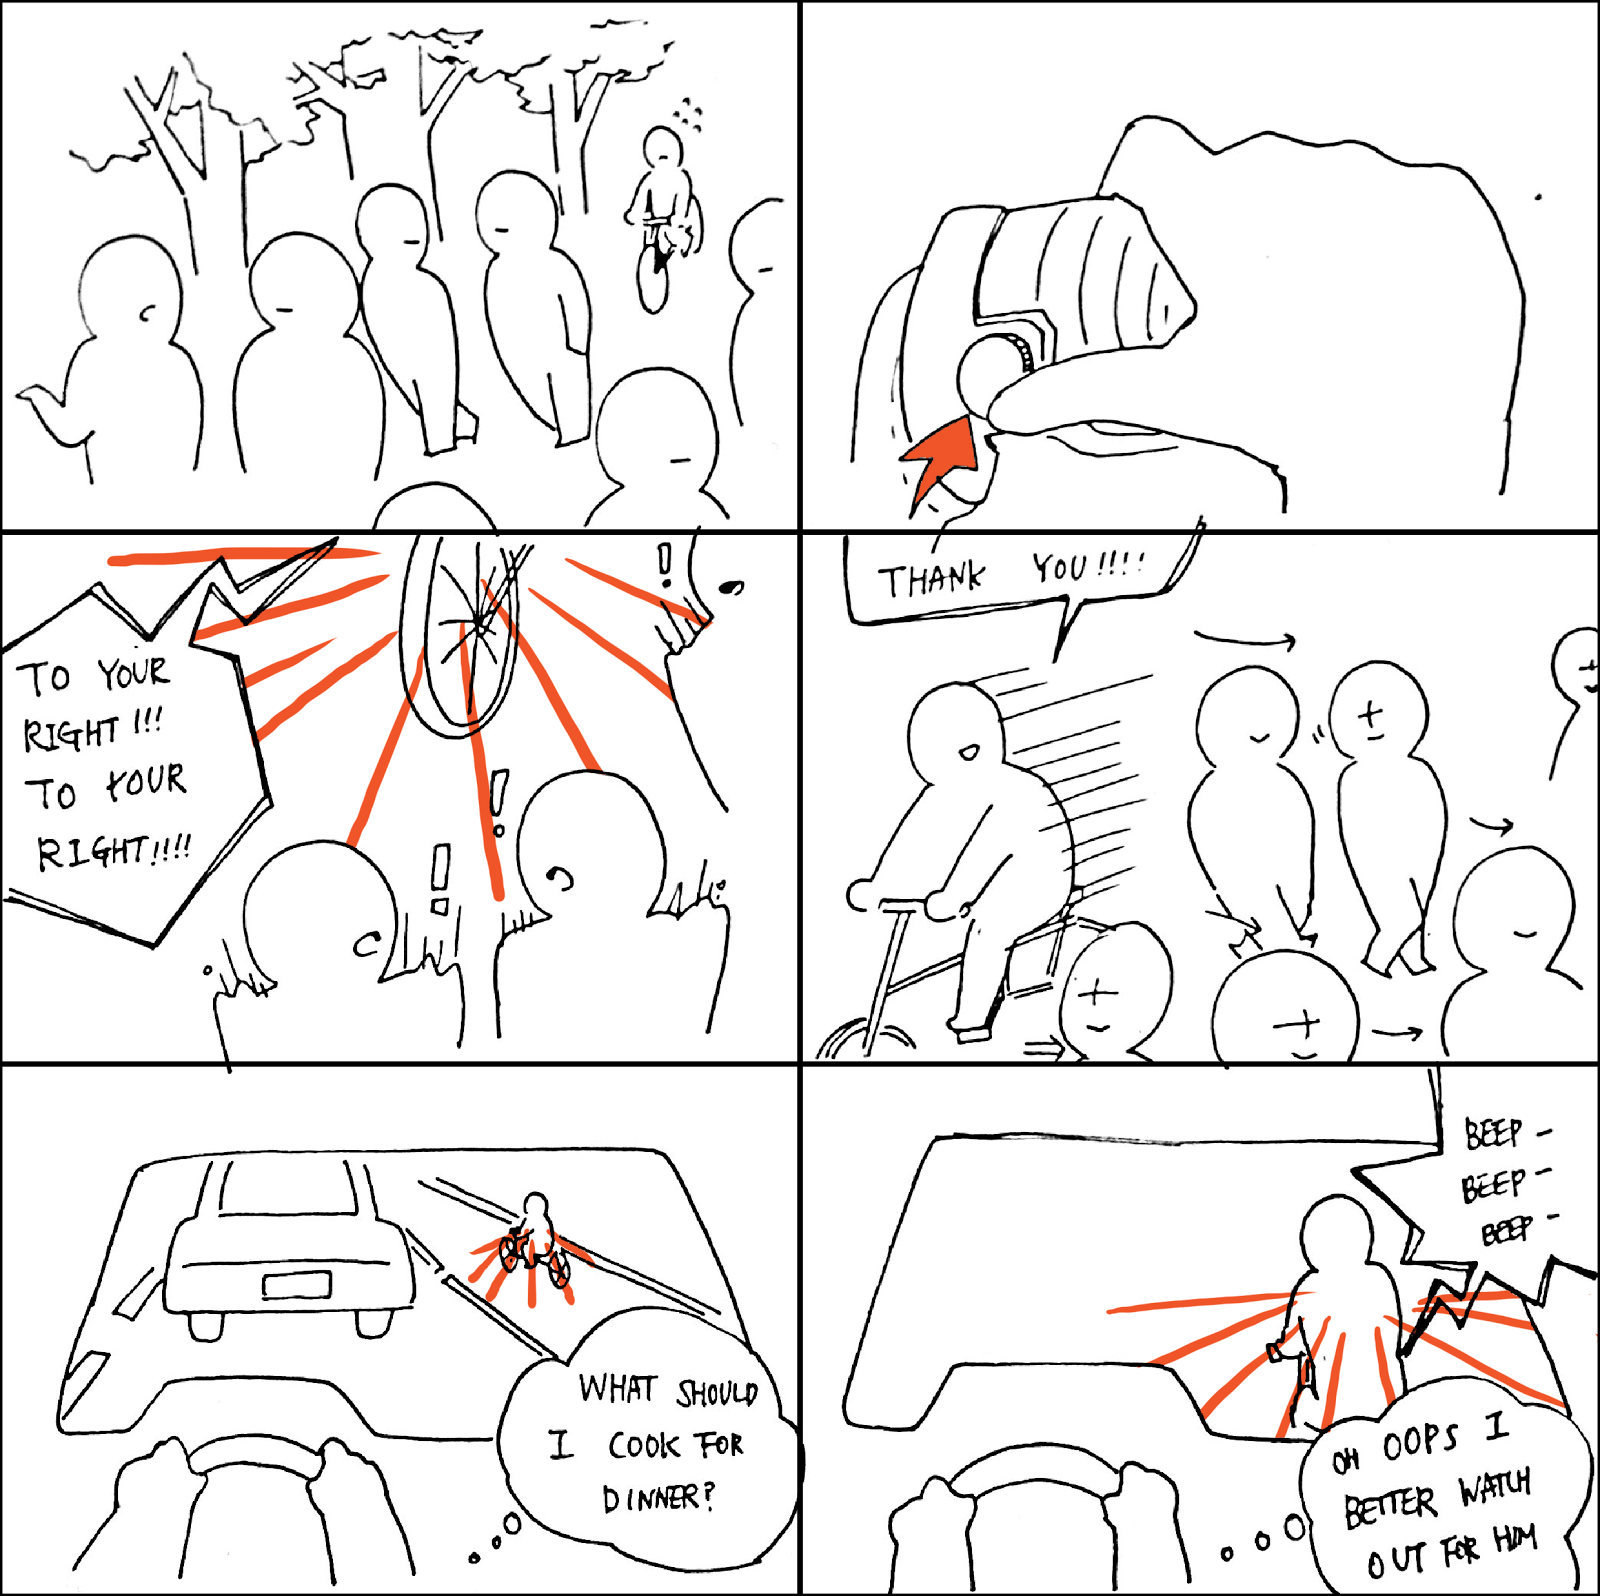 TO YOUR
RIGHT!!!
TO YOUR
RIGHT!!!!
THANK YOU!!!!
WHAT SHOULD
I COOK FOR
DINNER?
BEEP -
BEEP -
BEEP -
OH OOPS I
BETTER WATCH
OUT FOR HIM